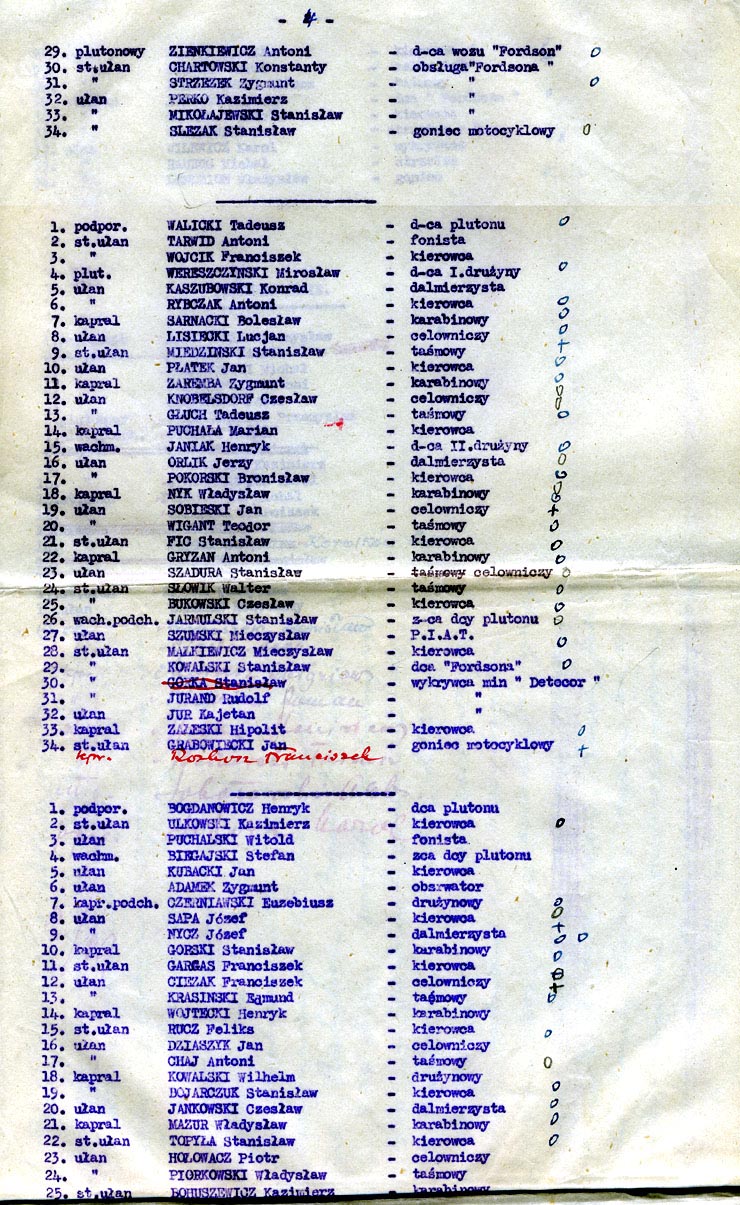 - 4 -
29. plutonowy ZIENKIEWICZ Antoni - d-ca wozu "Fordson" o
30. st.ułan CHARTOWSKI Konstanty - obsługa"Fordsona "
31. " STRZEZEK Zygmunt - " o
32. ułan PERKO Kazimierz - "
33. " MIKOŁAJEWSKI Stanisław - "
34. " SLEZAK Stanisław - goniec motocyklowy o
1. podpor. WALICKI Tadeusz - d-ca plutonu o
2. st.ułan TARWID Antoni - fonista
3. " WOJCIK Franciszek - kierowca
4. plut. WERESZCZYNSKI Mirosław - d-ca I.drużyny o
5. ułan KASZUBOWSKI Konrad - dalmierzysta
6. " RYBCZAK Antoni - kierowca o
7. kapral SARNACKI Bolesław - karabinowy o
8. ułan LISIECKI Lucjan - celowniczy o
9. st.ułan MIEDZINSKI Stanisław - taśmowy +
10. ułan PŁATEK Jan - kierowca o
11. kapral ZAREMBA Zygmunt - karabinowy o
12. ułan KNOBELSDORF Czesław - celowniczy o
13. " GŁUCH Tadeusz - taśmowy o
14. kapral PUCHAŁA Marian - kierowca
15. wachm. JANIAK Henryk - d-ca II.drużyny o
16. ułan ORLIK Jerzy - dalmierzysta o
17. " POKORSKI Bronisław - kierowca o
18. kapral NYK Władysław - karabinowy o
19. ułan SOBIESKI Jan - celowniczy +
20. " WIGANT Teodor - taśmowy o
21. st.ułan FIC Stanisław - kierowca o
22. kapral GRYZAN Antoni - karabinowy o
23. ułan SZADURA Stanisław - taśmowy celowniczy o
24. st.ułan SŁOWIK Walter - taśmowy o
25. " BUKOWSKI Czesław - kierowca o
26. wach.podch. JARMULSKI Stanisław - z-ca dcy plutonu o
27. ułan SZUMSKI Mieczysław - P.I.A.T.
28. st.ułan MAŁKIEWICZ Mieczysław - kierowca o
29. " KOWALSKI Stanisław - dca "Fordsona" o
30. " GORKA Stanisław - wykrywca min " Detecor "
31. " JURAND Rudolf - "
32. ułan JUR Kajetan - "
33. kapral ZALESKI Hipolit - kierowca o
34. st.ułan GRABOWIECKI Jan - goniec motocyklowy +
kpr. Franciszek
1. podpor. BOGDANOWICZ Henryk - dca plutonu
2. st.ułan ULKOWSKI Kazimierz - kierowca o
3. ułan PUCHALSKI Witold - fonista
4. wachm. BIEGAJSKI Stefan - zca dcy plutonu
5. ułan KUBACKI Jan - kierowca
6. ułan ADAMEK Zygmunt - obserwator
7. kapr.podch. CZERNIAWSKI Euzebiusz - drużynowy o
8. ułan SAPA Józef - kierowca o
9. " NYCZ Józef - dalmierzysta + o o
10. kapral GORSKI Stanisław - karabinowy o
11. st.ułan GARGAS Franciszek - kierowca
12. ułan CIEZAK Franciszek - celowniczy +
13. " KRASINSKI Egmund - taśmowy o
14. kapral WOJTECKI Henryk - karabinowy
15. st.ułan RUCZ Feliks - kierowca o
16. ułan DZIASZYK Jan - celowniczy
17. " CHAJ Antoni - taśmowy o
18. kapral KOWALSKI Wilhelm - drużynowy
19. " BOJARCZUK Stanisław - kierowca o
20. ułan JANKOWSKI Czesław - dalmierzysta o
21. kapral MAZUR Władysław - karabinowy o
22. st.ułan TOPYŁA Stanisław - kierowca o
23. ułan HOŁOWACZ Piotr - celowniczy
24. " PIORKOWSKI Władysław - taśmowy
25. st.ułan BOHUSZEWICZ Kazimierz - karabinowy